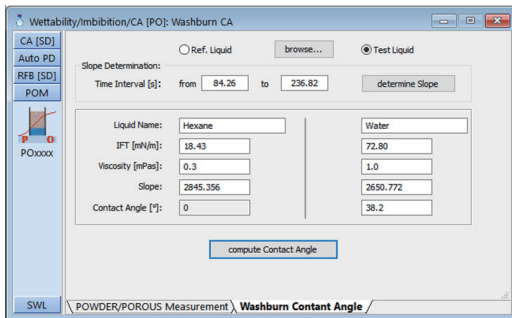 Wettability/Imbibition/CA [PO]: Washburn CA
CA [SD]
Auto PD
RFB [SD]
POM
P O
POxxxx
SWL
Ref. Liquid browse... Test Liquid
Slope Determination:
Time Interval [s]: from 84.26 to 236.82 determine Slope
Liquid Name: Hexane Water
IFT [mN/m]: 18.43 72.80
Viscosity [mPas]: 0.3 1.0
Slope: 2845.356 2650.772
Contact Angle [°]: 0 38.2
compute Contact Angle
POWDER/POROUS Measurement Washburn Contant Angle